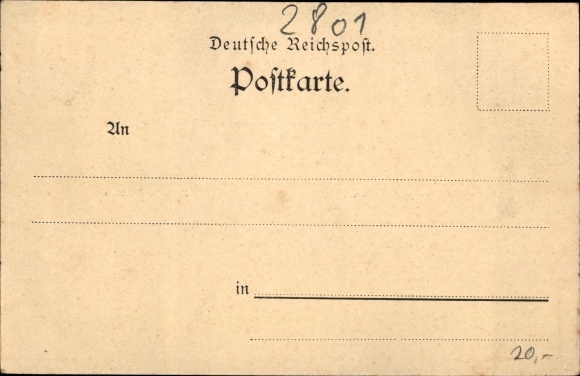 2801
Deutſche Reichspoſt.
Poſtkarte.
An
in
20,-